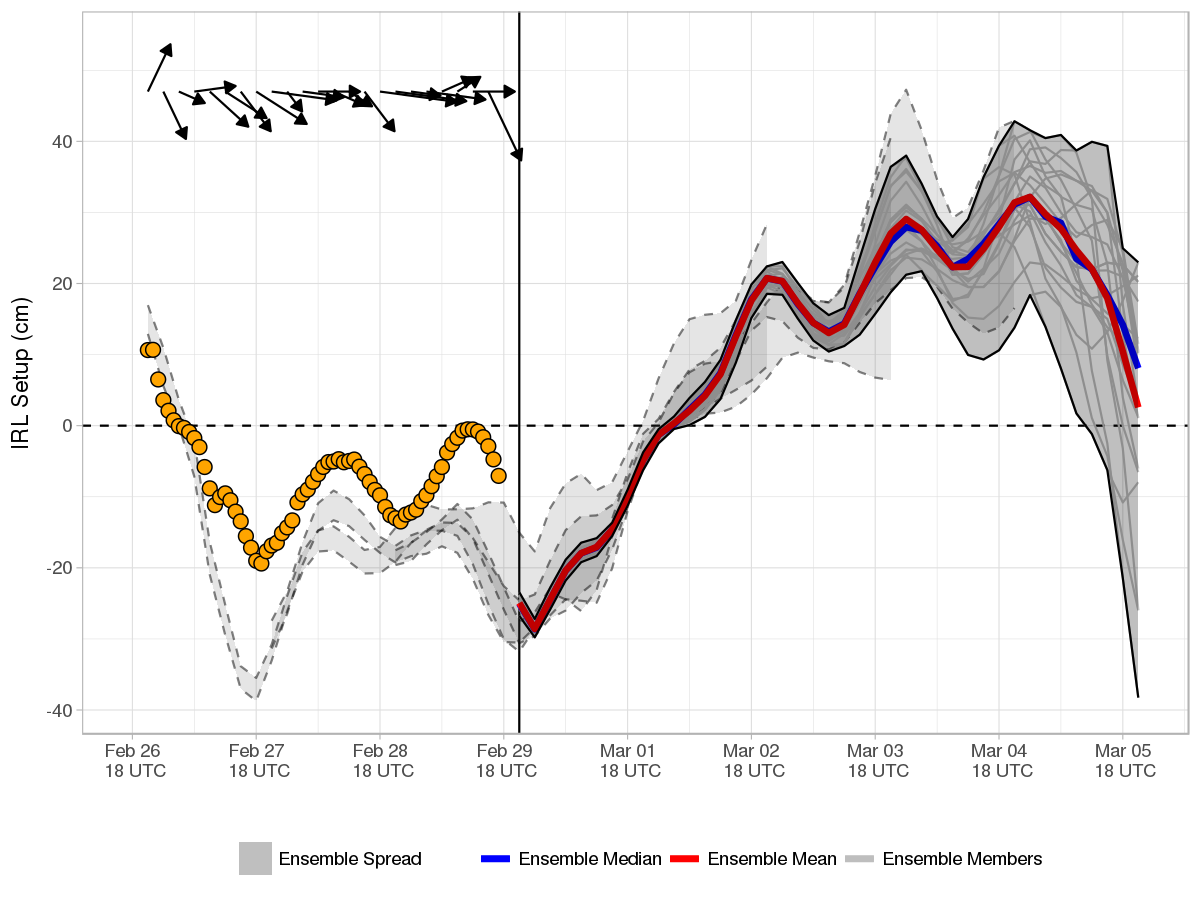 IRL Setup (cm)
40
20
0
-20
-40
Feb 26 Feb 27 Feb 28 Feb 29 Mar 01 Mar 02 Mar 03 Mar 04 Mar 05
18 UTC 18 UTC 18 UTC 18 UTC 18 UTC 18 UTC 18 UTC 18 UTC 18 UTC
Ensemble Spread Ensemble Median Ensemble Mean Ensemble Members